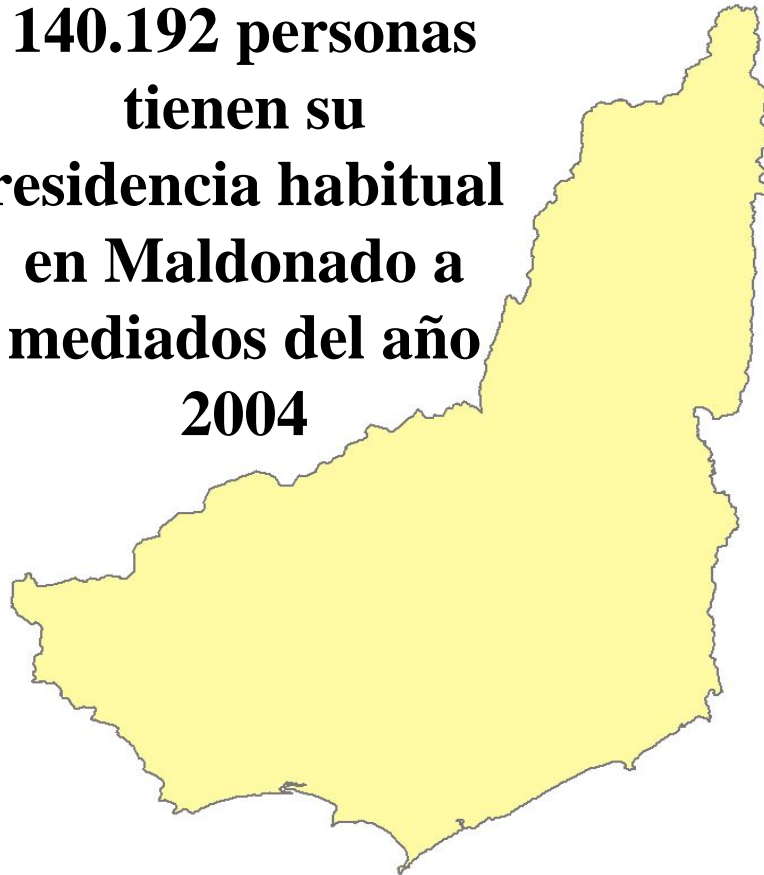 140.192 personas
tienen su
residencia habitual
en Maldonado a
mediados del año
2004